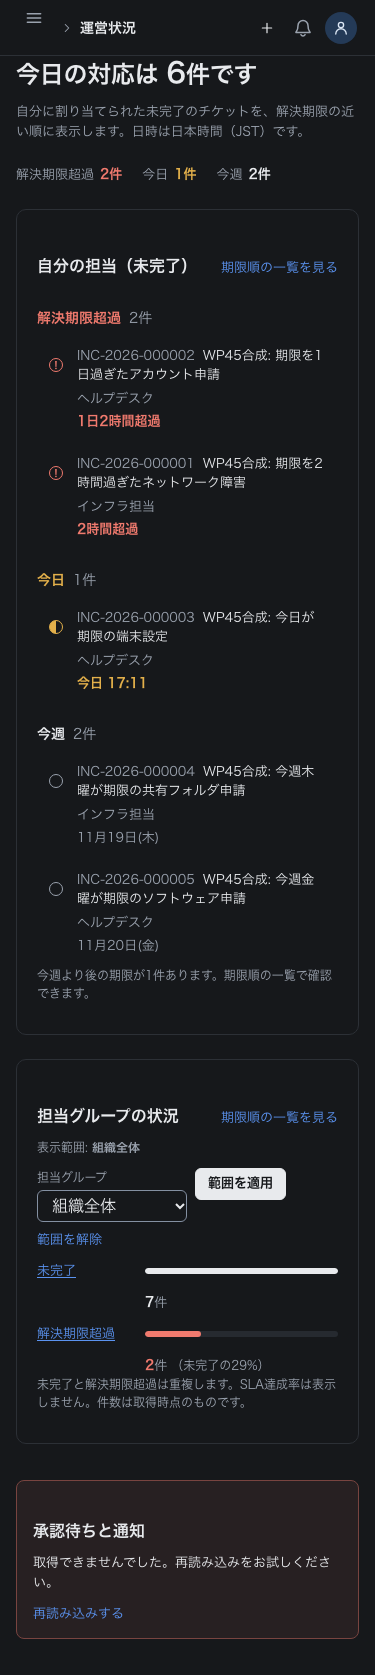 運営状況
今日の対応は 6件です
自分に割り当てられた未完了のチケットを、解決期限の近
い順に表示します。日時は日本時間（JST）です。
解決期限超過 2件 今日 1件 今週 2件
自分の担当（未完了） 期限順の一覧を見る
解決期限超過 2件
INC-2026-000002 WP45合成: 期限を1
日過ぎたアカウント申請
ヘルプデスク
1日2時間超過
INC-2026-000001 WP45合成: 期限を2
時間過ぎたネットワーク障害
インフラ担当
2時間超過
今日 1件
INC-2026-000003 WP45合成: 今日が
期限の端末設定
ヘルプデスク
今日 17:11
今週 2件
INC-2026-000004 WP45合成: 今週木
曜が期限の共有フォルダ申請
インフラ担当
11月19日(木)
INC-2026-000005 WP45合成: 今週金
曜が期限のソフトウェア申請
ヘルプデスク
11月20日(金)
今週より後の期限が1件あります。期限順の一覧で確認
できます。
担当グループの状況 期限順の一覧を見る
表示範囲: 組織全体
担当グループ
組織全体 範囲を適用
範囲を解除
未完了
7件
解決期限超過
2件 （未完了の29%）
未完了と解決期限超過は重複します。SLA達成率は表示
しません。件数は取得時点のものです。
承認待ちと通知
取得できませんでした。再読み込みをお試しくださ
い。
再読み込みする